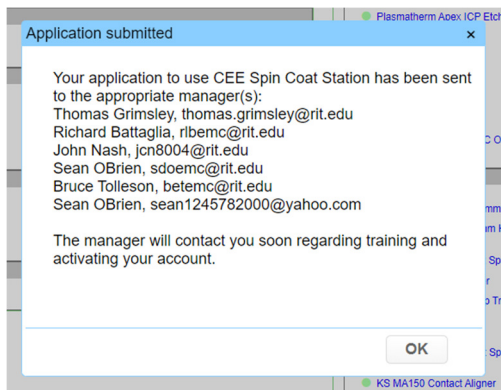 Plasmatherm Apex ICP Etch
Application submitted
×
Your application to use CEE Spin Coat Station has been sent
to the appropriate manager(s):
Thomas Grimsley, thomas.grimsley@rit.edu
Richard Battaglia, rlbemc@rit.edu
John Nash, jcn8004@rit.edu
Sean OBrien, sdoemc@rit.edu
Bruce Tolleson, betemc@rit.edu
Sean OBrien, sean1245782000@yahoo.com
The manager will contact you soon regarding training and
activating your account.
OK
KS MA150 Contact Aligner